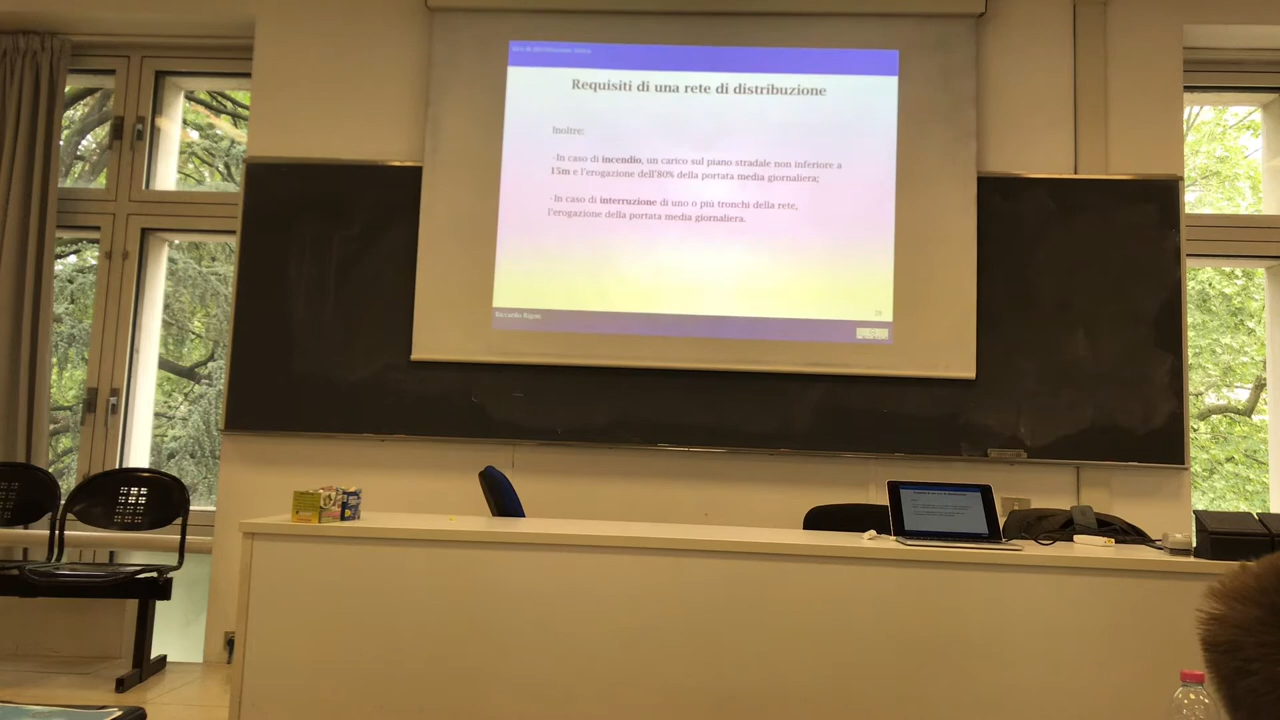 Requisiti di una rete di distribuzione
Inoltre:
-In caso di incendio, un carico sul piano stradale non inferiore a
15m e l'erogazione dell'80% della portata media giornaliera;
-In caso di interruzione di uno o più tronchi della rete,
l'erogazione della portata media giornaliera.
Riccardo Rigon